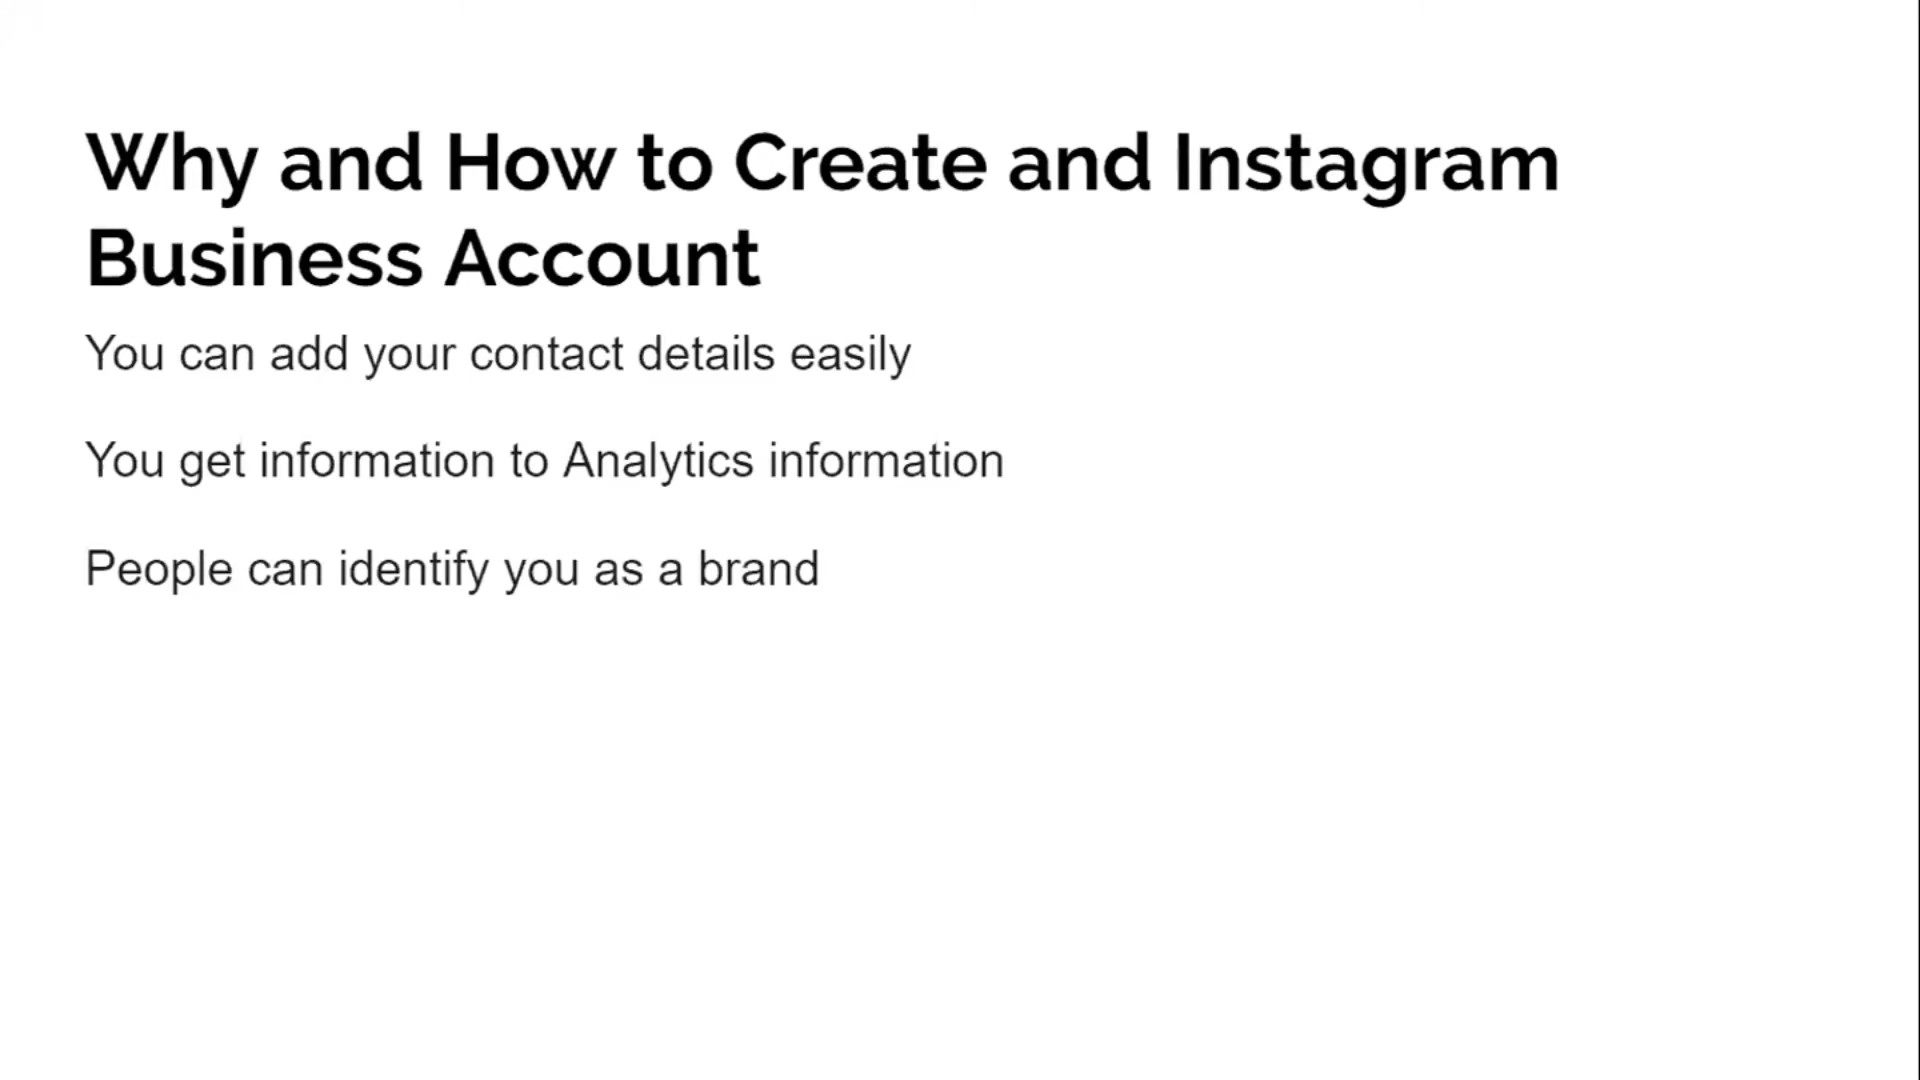 Why and How to Create and Instagram
Business Account
You can add your contact details easily
You get information to Analytics information
People can identify you as a brand